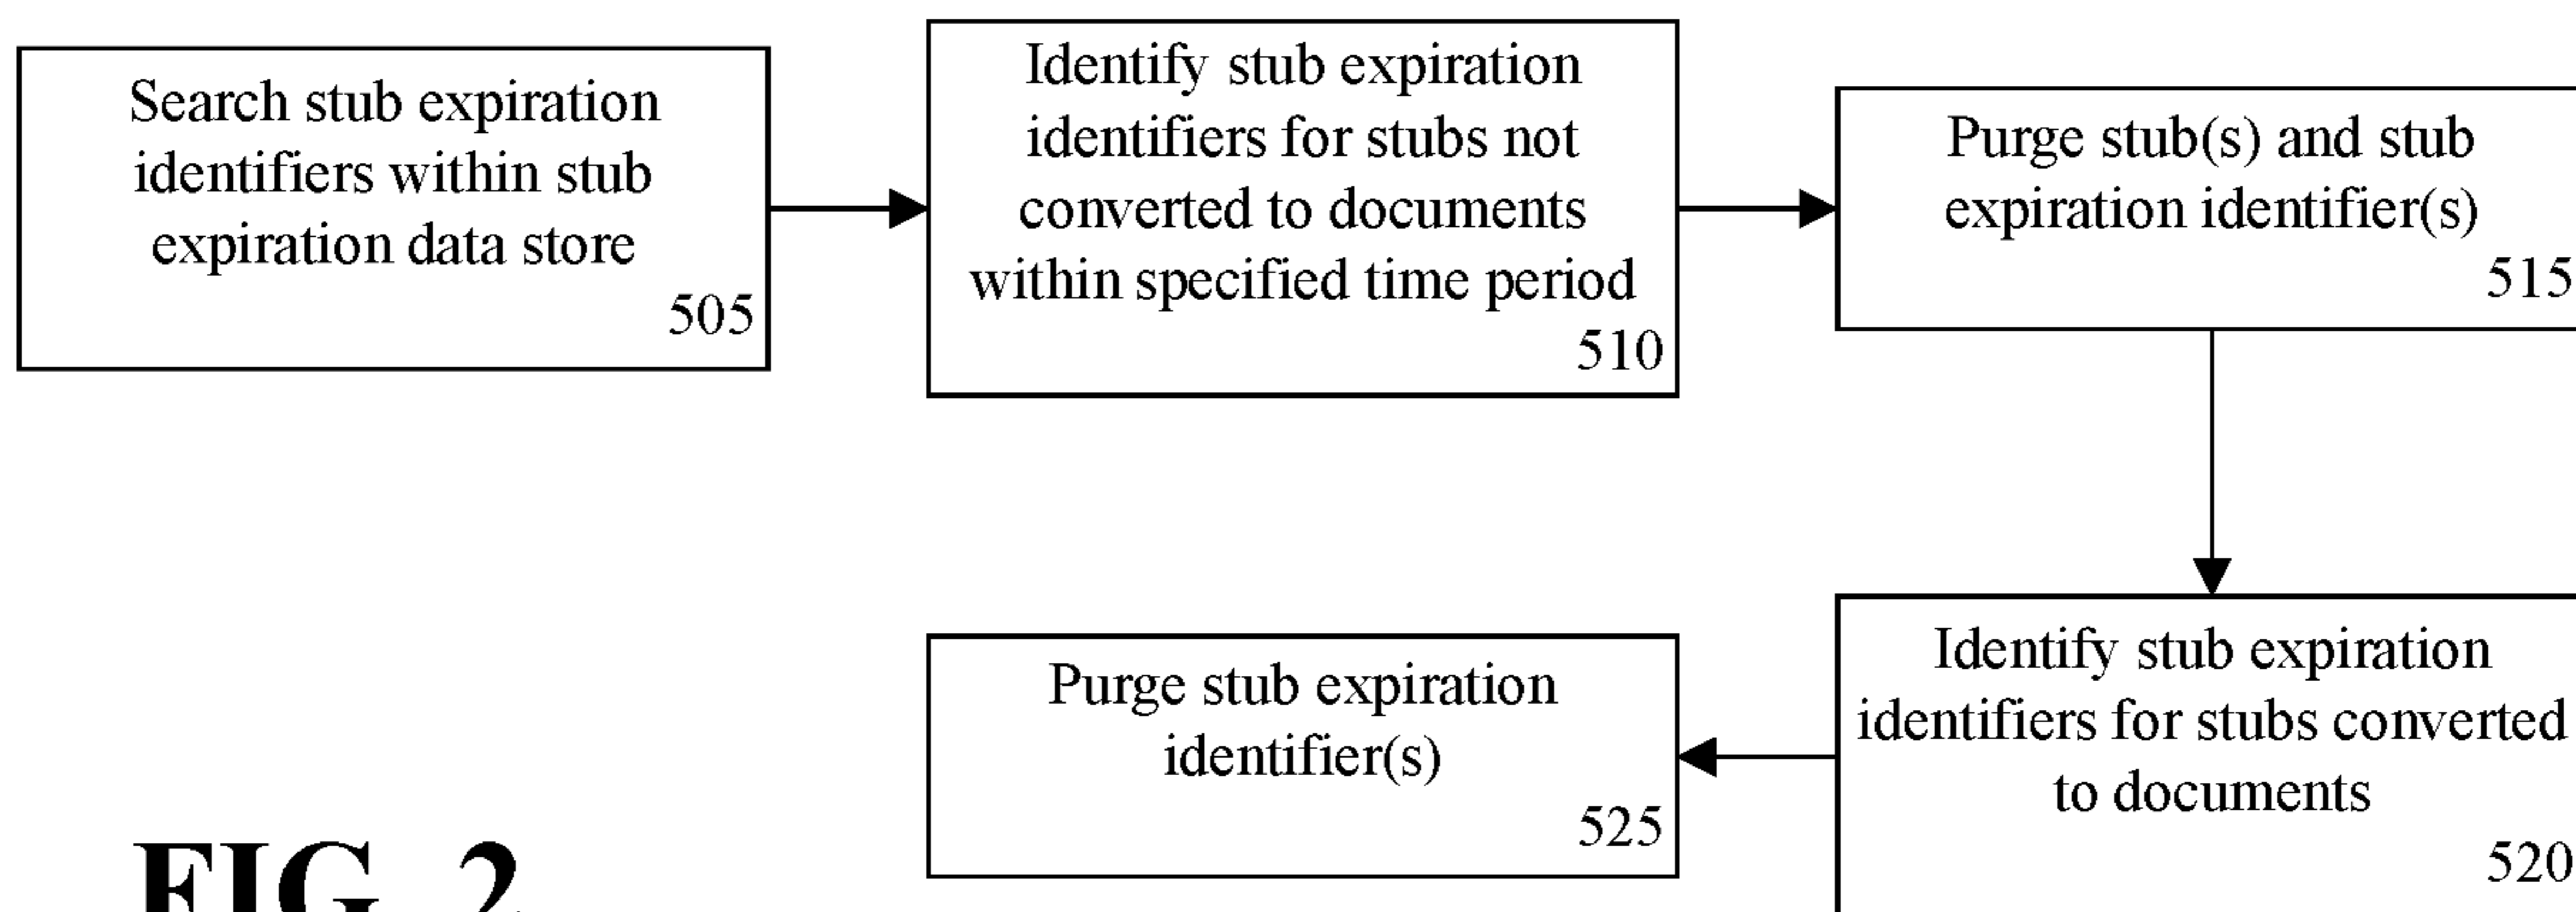 Search stub expiration
identifiers within stub
expiration data store
505
Identify stub expiration
identifiers for stubs not
converted to documents
within specified time period
510
Purge stub(s) and stub
expiration identifier(s)
515
Identify stub expiration
identifiers for stubs converted
to documents
520
Purge stub expiration
identifier(s)
525
FIG. 2